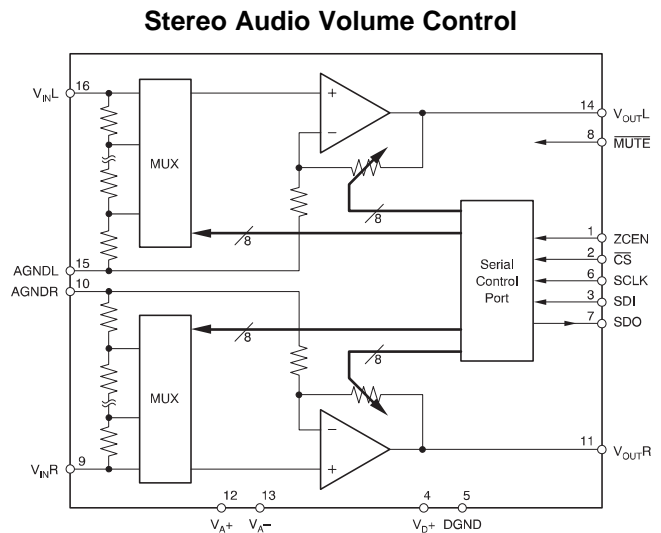 Stereo Audio Volume Control
VINL
16
MUX
+
−
14
VOUTL
8
MUTE
8
8
1
ZCEN
2
CS
6
SCLK
3
SDI
7
SDO
Serial
Control
Port
AGNDL
15
AGNDR
10
8
8
MUX
−
+
11
VOUTR
VINR
9
12
13
4
5
VA+
VA−
VD+
DGND